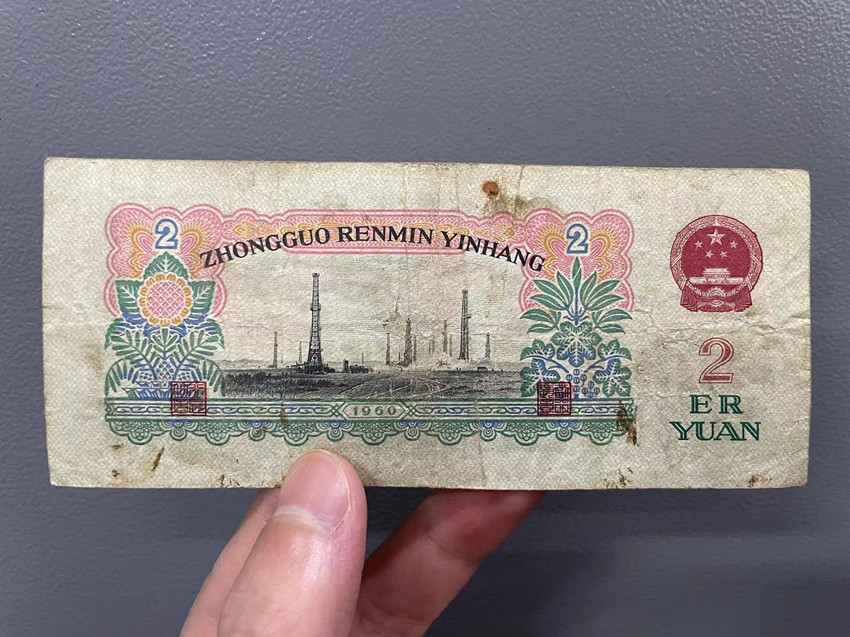 2
2
ZHONGGUO RENMIN YINHANG
1960
2
ER
YUAN